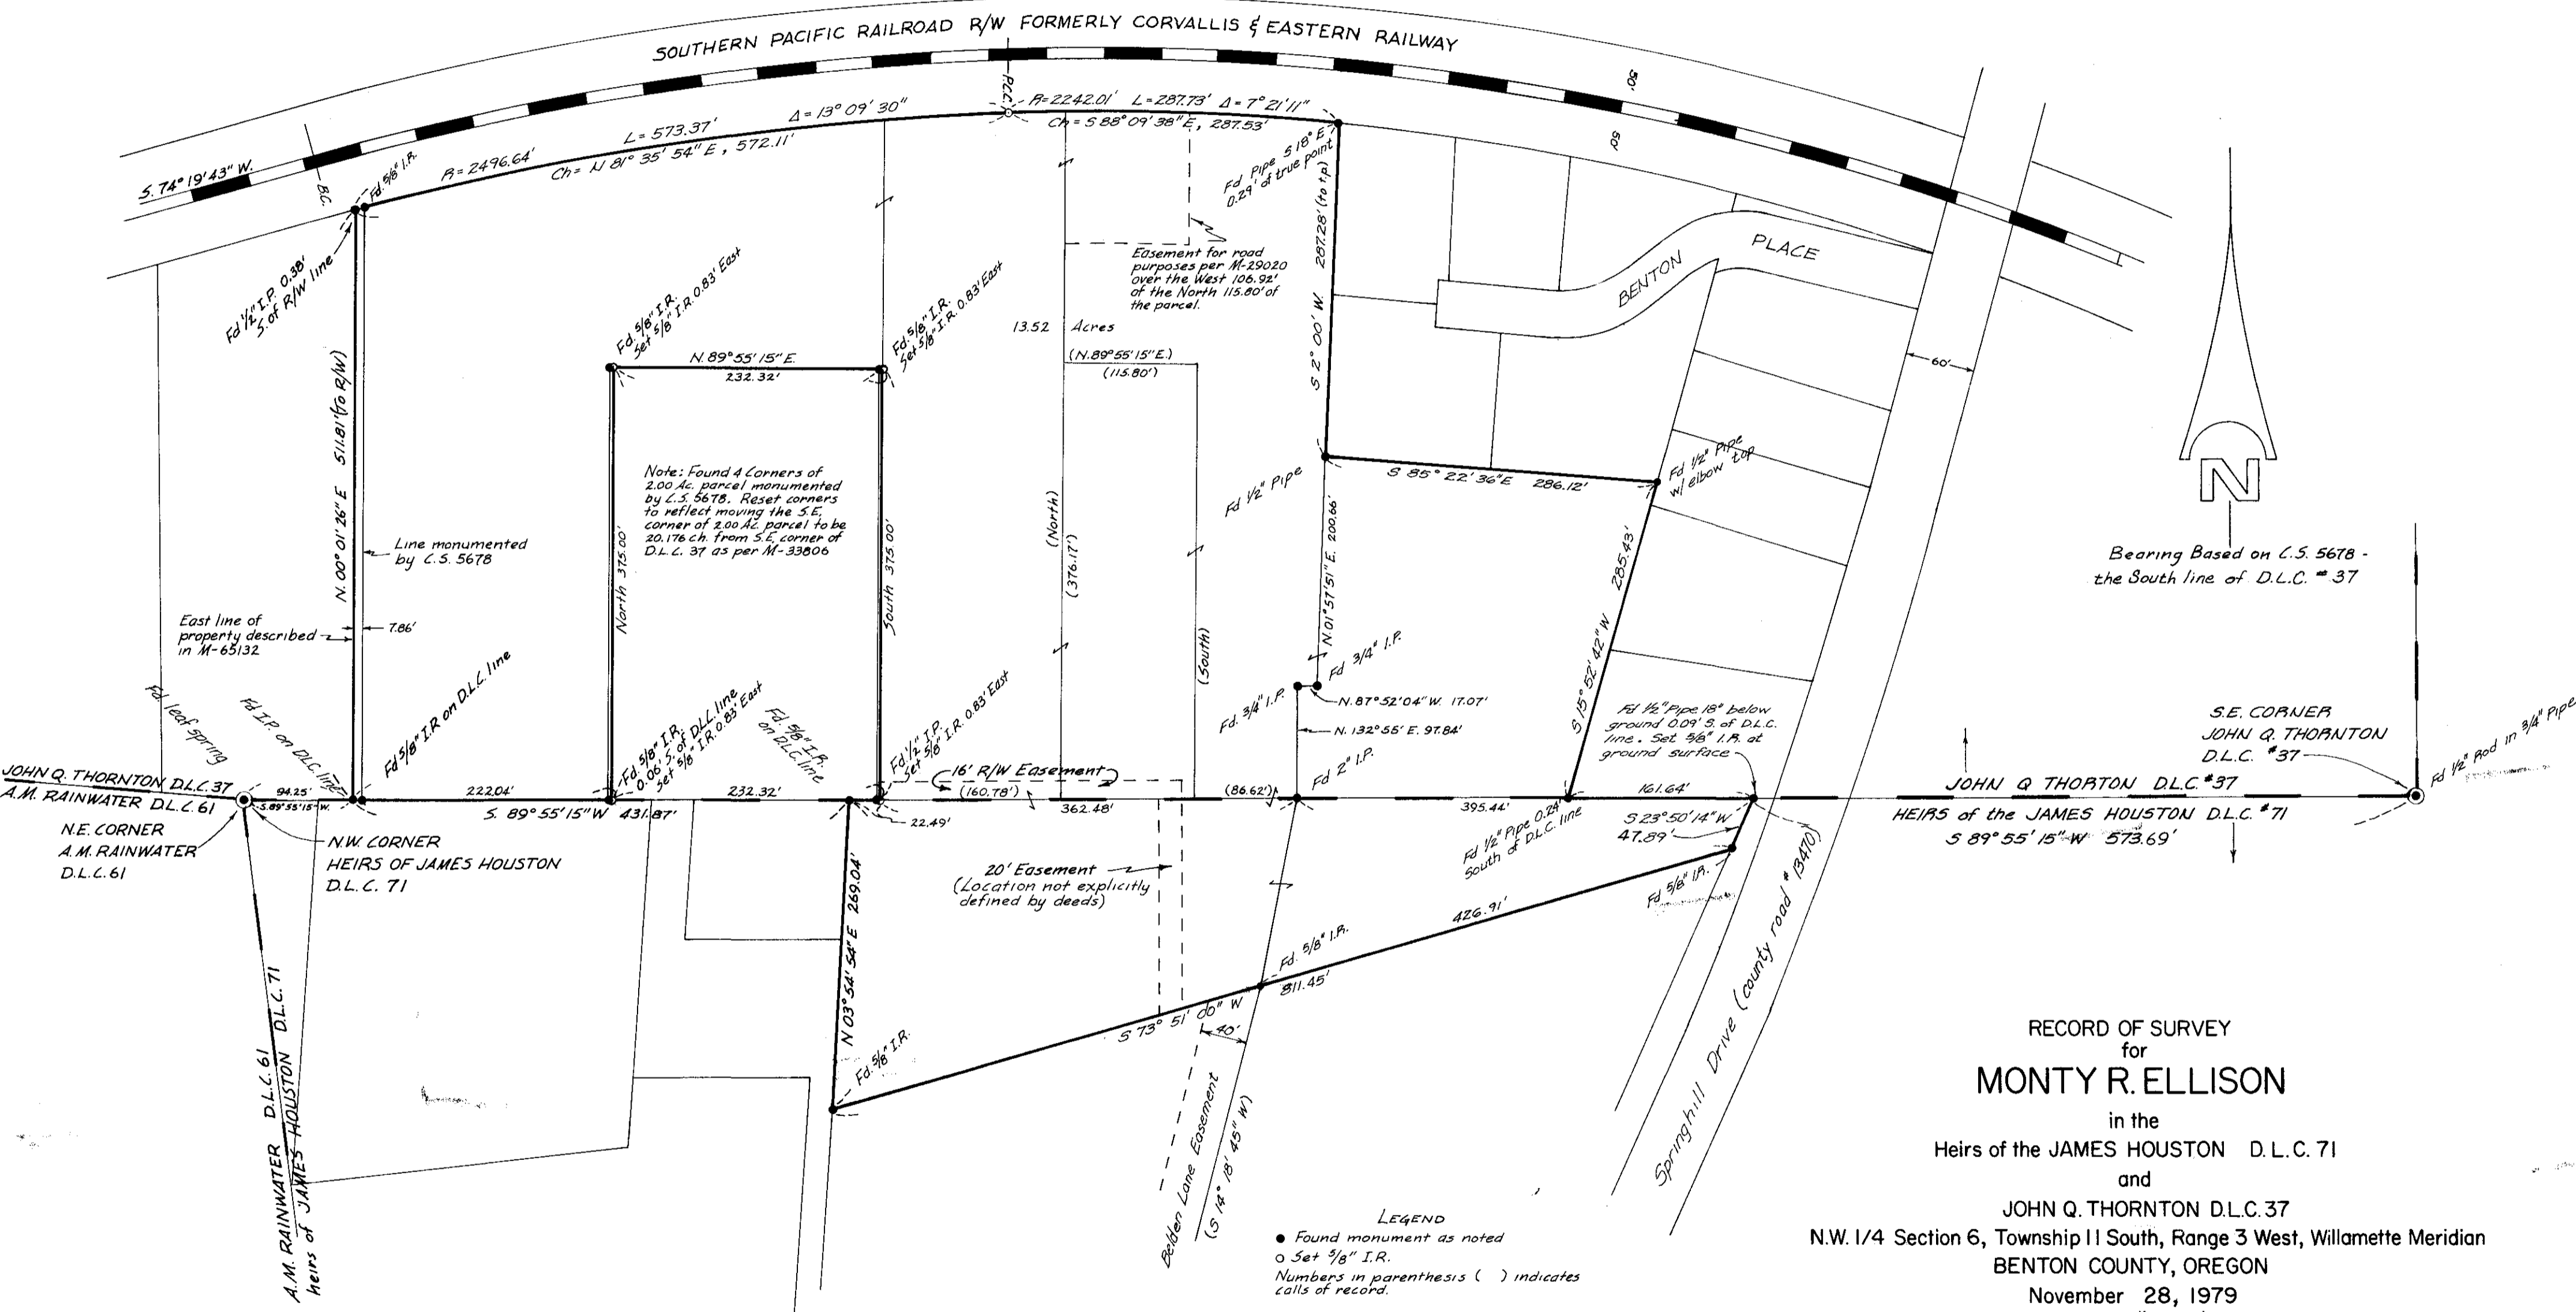 SOUTHERN PACIFIC RAILROAD R/W FORMERLY CORVALLIS & EASTERN RAILWAY
S. 74° 19' 43" W.
B.C.
Fd. 5/8" I.R.
R = 2496.64'
L = 573.37'
Δ = 13° 09' 30"
Ch = N 81° 35' 54" E, 572.11'
P.C.C.
R=2242.01' L=287.73' Δ = 7° 21' 11"
Ch = S 88° 09' 38" E, 287.53'
Fd Pipe S 18° E
0.29' of true point
50'
50'
BENTON PLACE
60'
Fd 1/2" I.P. 0.38'
S. of R/W line
N. 00° 01' 26" E 511.81' (to R/W)
Line monumented
by C.S. 5678
East line of
property described
in M-65132
7.86'
Fd. 5/8" I.R.
Set 5/8" I.R. 0.83' East
N. 89° 55' 15" E.
232.32'
Fd. 5/8" I.R.
Set 5/8" I.R. 0.83' East
Note: Found 4 Corners of
2.00 Ac. parcel monumented
by C.S. 5678. Reset corners
to reflect moving the S.E.
corner of 2.00 Ac. parcel to be
20.176 ch. from S.E. corner of
D.L.C. 37 as per M-33806
North 375.00'
South 375.00'
Easement for road
purposes per M-29020
over the West 106.92'
of the North 115.80' of
the parcel.
13.52 Acres
(N. 89° 55' 15" E.)
(115.80')
(North)
(376.17')
(South)
S 2° 00' W. 287.28' (to t.p.)
Fd 1/2" Pipe
S 85° 22' 36" E 286.12'
Fd 1/2" Pipe
w/ elbow top
N 01° 57' 51" E. 200.66'
S 15° 52' 42" W 285.43'
Fd 3/4" I.P.
Fd. 3/4" I.P.
N. 87° 52' 04" W. 17.07'
N. 132° 55' E. 97.84'
Fd 2" I.P.
Fd 1/2" Pipe 18" below
ground 0.09' S. of D.L.C.
line. Set 5/8" I.R. at
ground surface
N
Bearing Based on C.S. 5678 -
the South line of D.L.C. # 37
S.E. CORNER
JOHN Q. THORNTON
D.L.C. #37
Fd 1/2" Rod in 3/4" Pipe
Fd leaf spring
Fd I.P. on DLC line
Fd 5/8" I.R on D.L.C. line
Fd. 5/8" I.R.
0.06' S. of D.L.L. line
Set 5/8" I.R. 0.83' East
Fd. 5/8" I.R.
on D.L.C. line
Fd. 1/2" I.P.
Set 5/8" I.R. 0.83' East
JOHN Q. THORNTON D.L.C. 37
A.M. RAINWATER D.L.C. 61
94.25'
S. 89° 55' 15" W.
222.04'
232.32'
S. 89° 55' 15" W 431.87'
22.49'
16' R/W Easement
(160.78')
362.48'
(86.62')
395.44'
161.64'
JOHN Q THORTON D.L.C. #37
HEIRS of the JAMES HOUSTON D.L.C. #71
S 89° 55' 15" W 573.69'
N.E. CORNER
A.M. RAINWATER
D.L.C. 61
N.W. CORNER
HEIRS OF JAMES HOUSTON
D.L.C. 71
Fd 1/2" Pipe 0.24'
South of D.L.C. line
S 23° 50' 14" W
47.89'
Fd 5/8" I.R.
20' Easement
(Location not explicitly
defined by deeds)
N 03° 54' 54" E 269.04'
Fd. 5/8" I.R.
426.91'
Fd. 5/8" I.R.
811.45'
S 73° 51' 00" W
40'
Belden Lane Easement
(S 14° 18' 45" W)
Springhill Drive (county road # 13470)
A.M. RAINWATER D.L.C. 61
heirs of JAMES HOUSTON D.L.C. 71
LEGEND
● Found monument as noted
○ Set 5/8" I.R.
Numbers in parenthesis ( ) indicates
calls of record.
RECORD OF SURVEY
for
MONTY R. ELLISON
in the
Heirs of the JAMES HOUSTON D.L.C. 71
and
JOHN Q. THORNTON D.L.C. 37
N.W. 1/4 Section 6, Township 11 South, Range 3 West, Willamette Meridian
BENTON COUNTY, OREGON
November 28, 1979